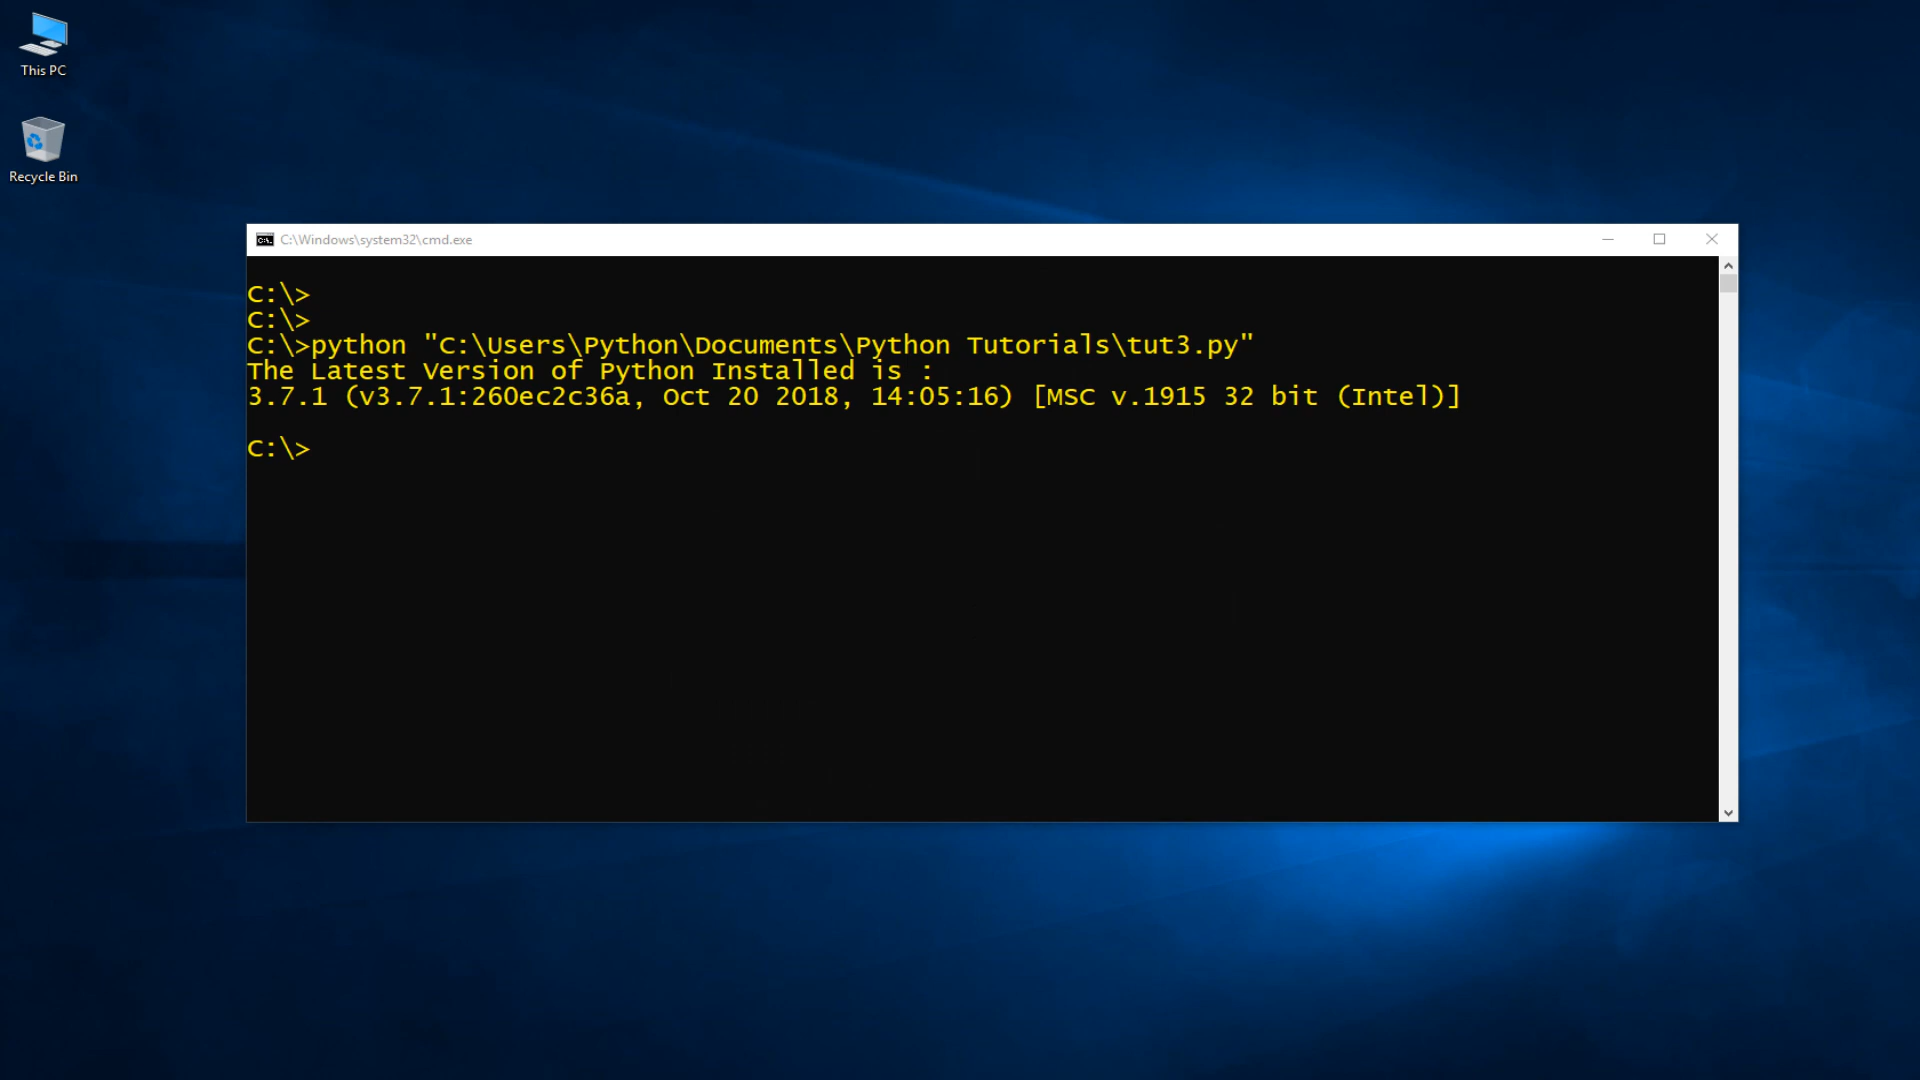 This PC
Recycle Bin
C:\Windows\system32\cmd.exe
C:\>
C:\>
C:\>python "C:\Users\Python\Documents\Python Tutorials\tut3.py"
The Latest Version of Python Installed is :
3.7.1 (v3.7.1:260ec2c36a, Oct 20 2018, 14:05:16) [MSC v.1915 32 bit (Intel)]
C:\>